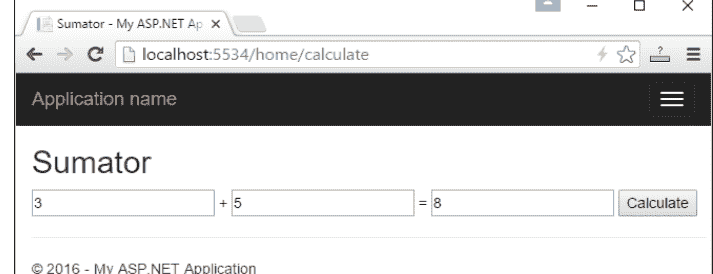 Sumator - My ASP.NET Ap
localhost:5534/home/calculate
Application name
Sumator
3 + 5 = 8 Calculate
© 2016 - My ASP.NET Application